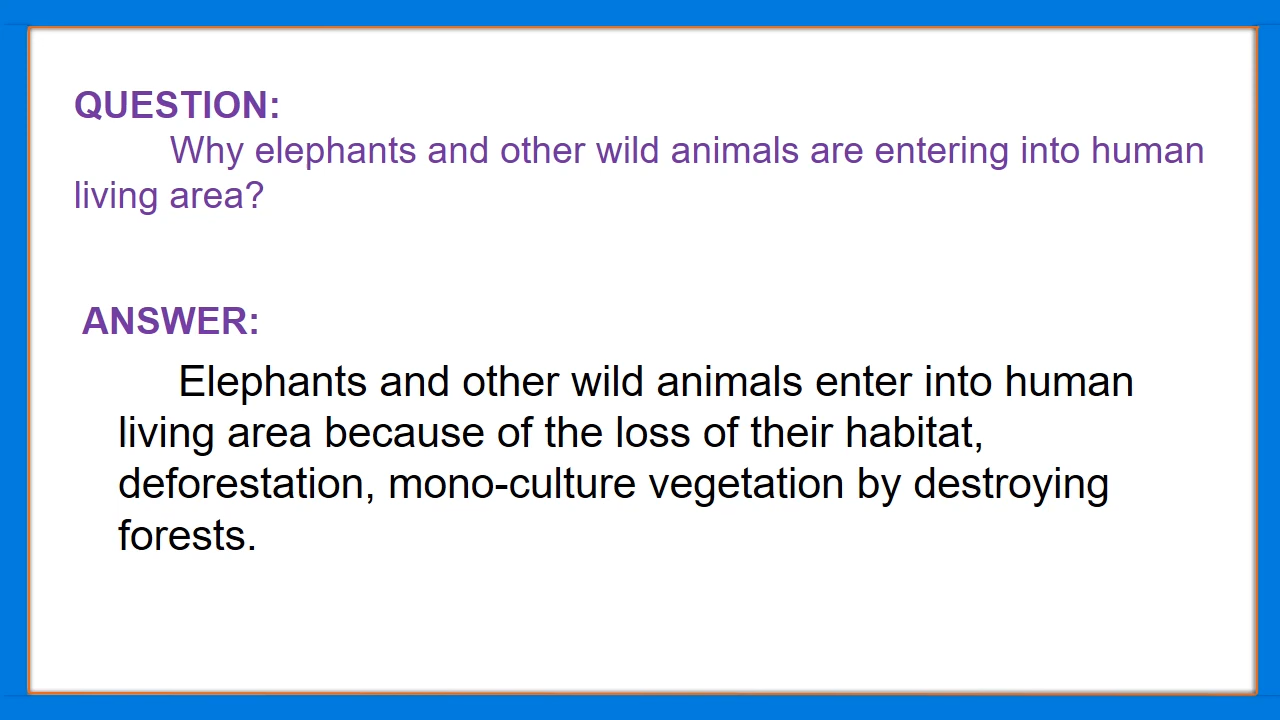 QUESTION:
Why elephants and other wild animals are entering into human
living area?
ANSWER:
Elephants and other wild animals enter into human
living area because of the loss of their habitat,
deforestation, mono-culture vegetation by destroying
forests.